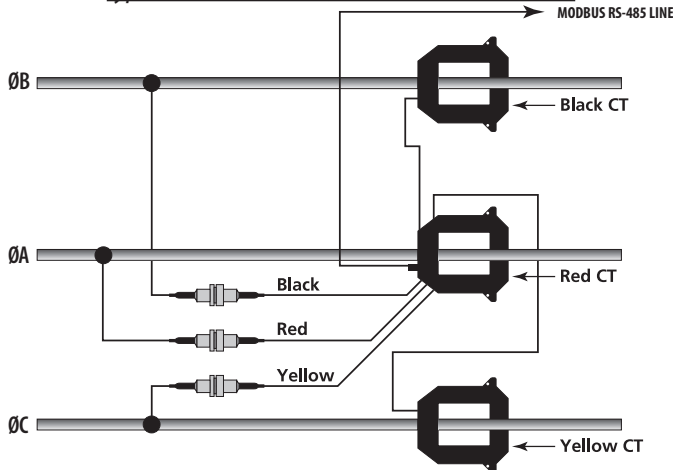 MODBUS RS-485 LINE
ØB
Black CT
ØA
Red CT
Black
Red
Yellow
ØC
Yellow CT